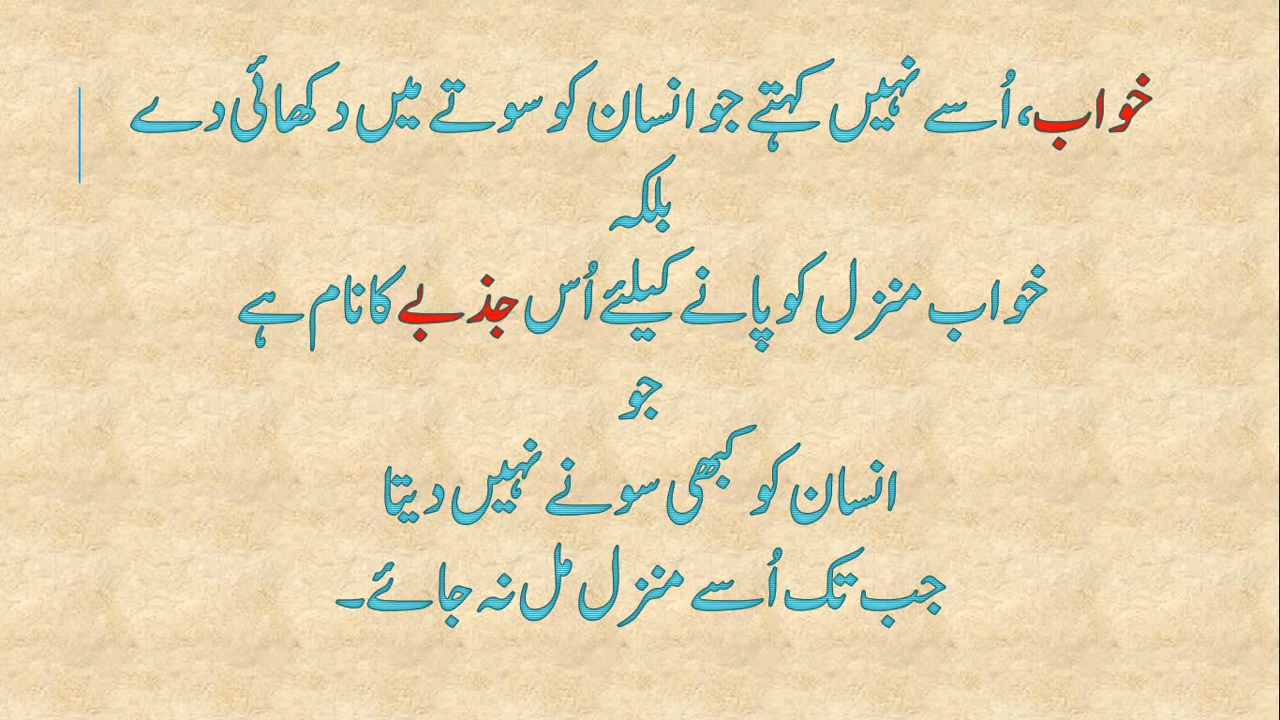 خواب، اُسے نہیں کہتے جو انسان کو سوتے میں دکھائی دے
بلکہ
خواب منزل کو پانے کیلئے اُس جذبے کا نام ہے
جو
انسان کو کبھی سونے نہیں دیتا
جب تک اُسے منزل مل نہ جائے۔